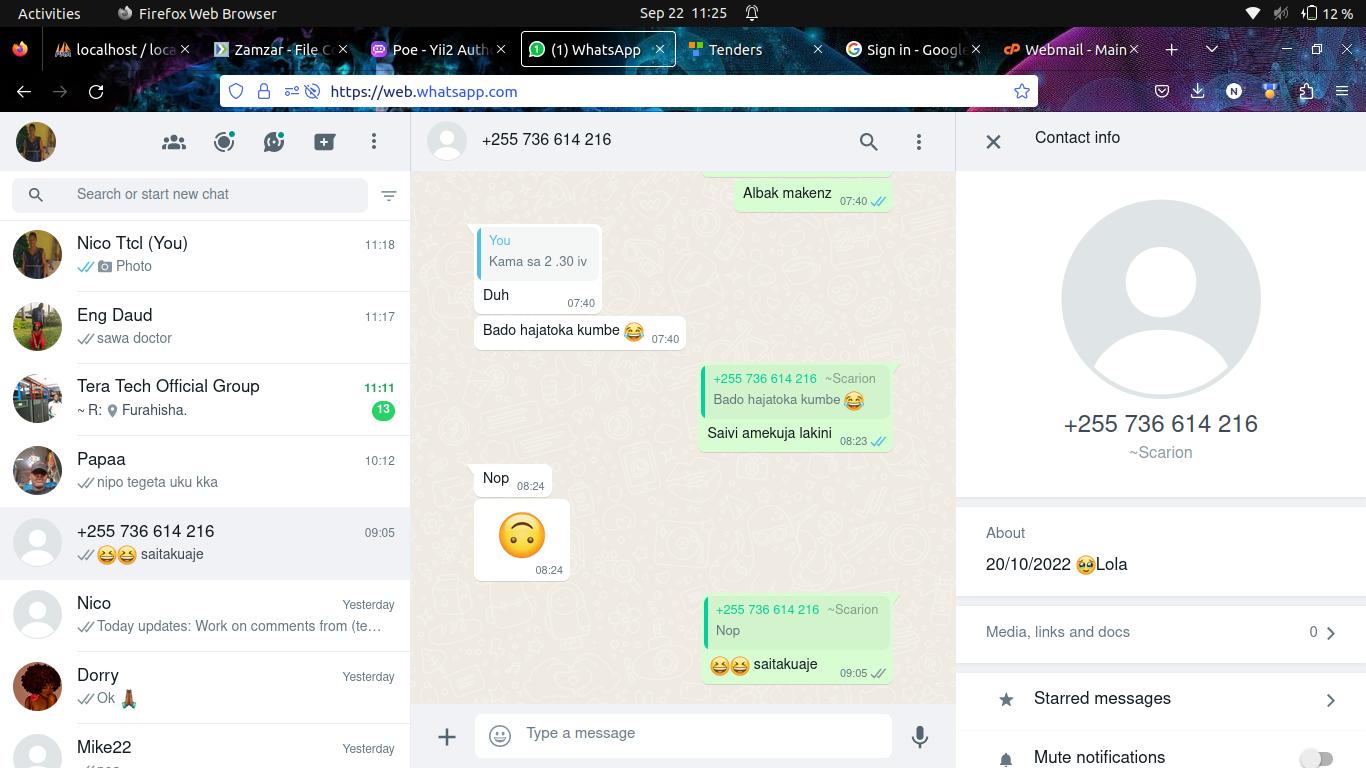 Activities
Firefox Web Browser
Sep 22 11:25
12 %
localhost / loca
Zamzar - File Co
Poe - Yii2 Auth
(1) WhatsApp
Tenders
Sign in - Google
Webmail - Main
https://web.whatsapp.com
N
+255 736 614 216
Contact info
Search or start new chat
Nico Ttcl (You)
11:18
Photo
Eng Daud
11:17
sawa doctor
Tera Tech Official Group
11:11
~ R: 📍 Furahisha.
13
Papaa
10:12
nipo tegeta uku kka
+255 736 614 216
09:05
😆😆 saitakuaje
Nico
Yesterday
Today updates: Work on comments from (te…
Dorry
Yesterday
Ok 🙏🏾
Mike22
Yesterday
Albak makenz 07:40
You
Kama sa 2 .30 iv
Duh 07:40
Bado hajatoka kumbe 😂 07:40
+255 736 614 216 ~Scarion
Bado hajatoka kumbe 😂
Saivi amekuja lakini 08:23
Nop 08:24
🙃
08:24
+255 736 614 216 ~Scarion
Nop
😆😆 saitakuaje 09:05
Type a message
+255 736 614 216
~Scarion
About
20/10/2022 🥹Lola
Media, links and docs 0
Starred messages
Mute notifications